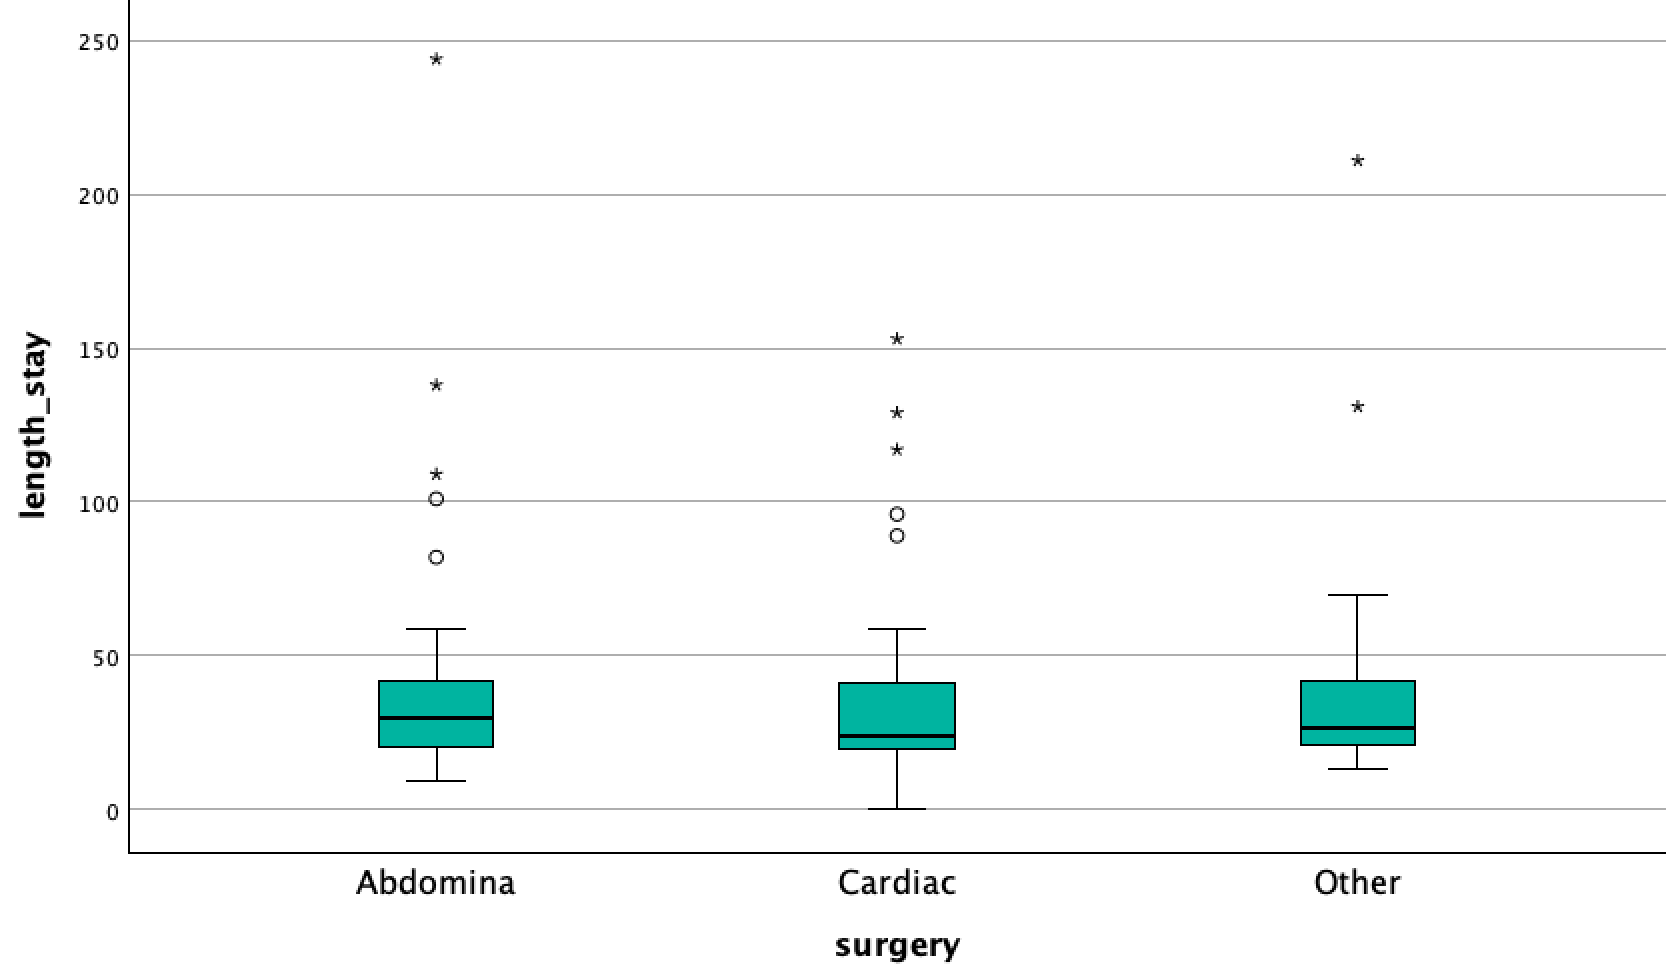 250
200
150
100
50
0
length_stay
Abdomina
Cardiac
Other
surgery